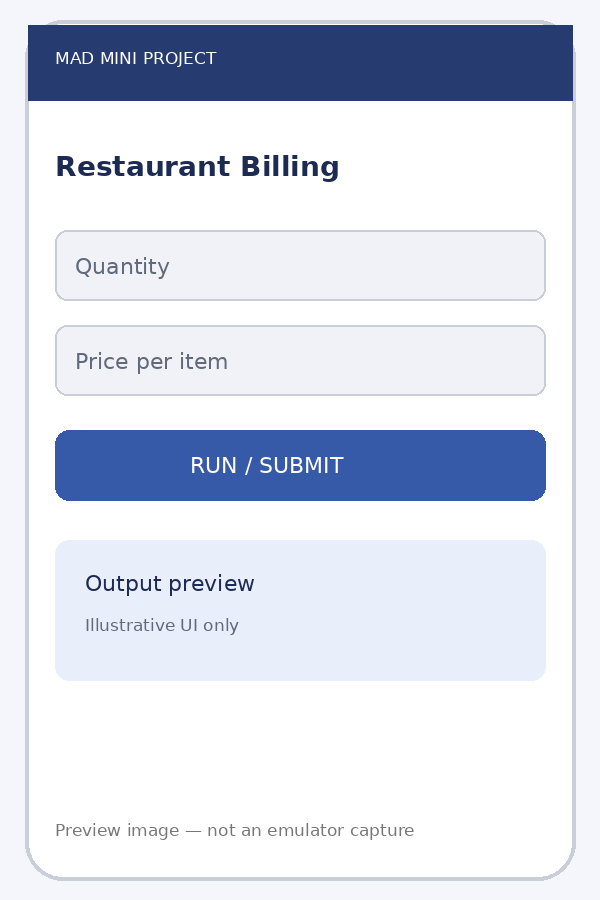 MAD MINI PROJECT
Restaurant Billing
Quantity
Price per item
RUN / SUBMIT
Output preview
Illustrative UI only
Preview image — not an emulator capture